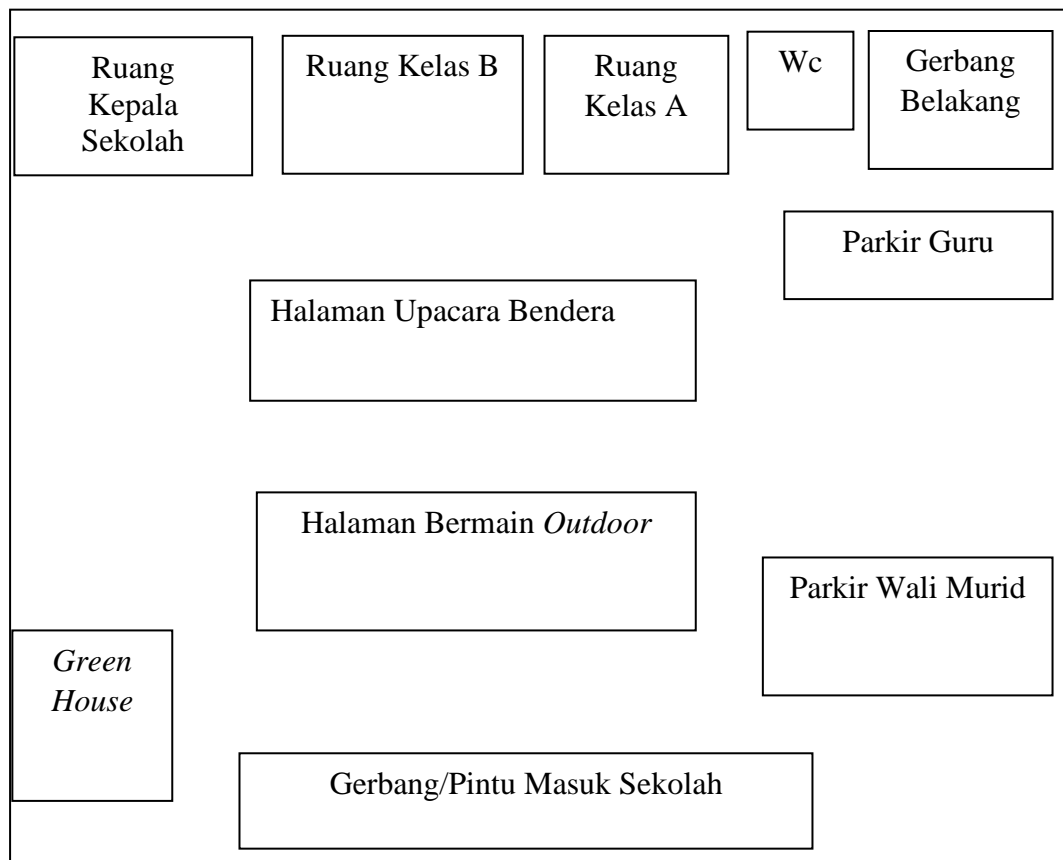 Ruang
Kepala
Sekolah
Ruang Kelas B
Ruang
Kelas A
Wc
Gerbang
Belakang
Parkir Guru
Halaman Upacara Bendera
Halaman Bermain Outdoor
Parkir Wali Murid
Green
House
Gerbang/Pintu Masuk Sekolah